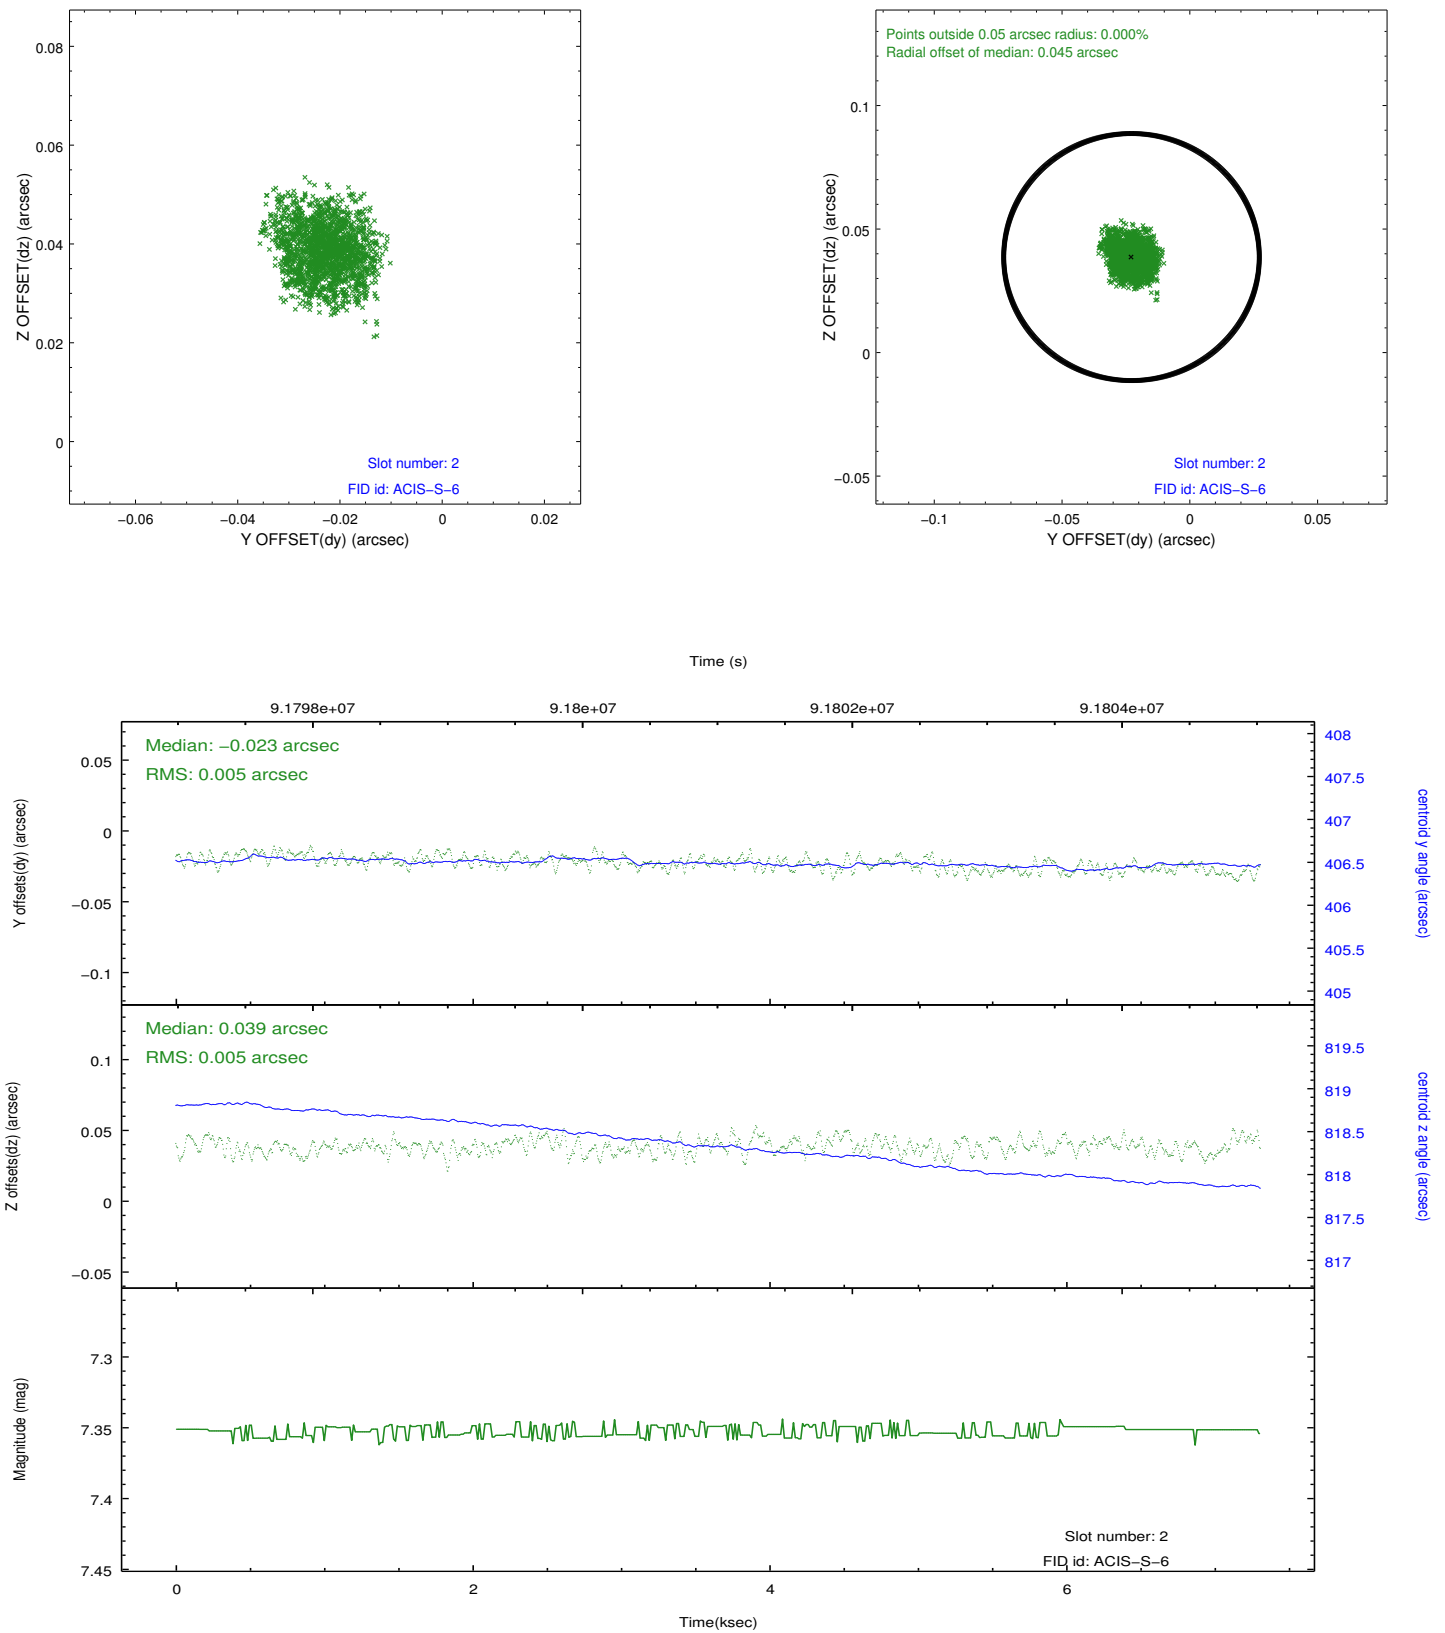 0.08
0.06
0.04
0.02
0
Z OFFSET(dz) (arcsec)
Slot number: 2
FID id: ACIS−S−6
−0.06
−0.04
−0.02
0
0.02
Y OFFSET(dy) (arcsec)
Points outside 0.05 arcsec radius: 0.000%
Radial offset of median: 0.045 arcsec
0.1
0.05
0
−0.05
Z OFFSET(dz) (arcsec)
Slot number: 2
FID id: ACIS−S−6
−0.1
−0.05
0
0.05
Y OFFSET(dy) (arcsec)
Time (s)
9.1798e+07
9.18e+07
9.1802e+07
9.1804e+07
Median: −0.023 arcsec
RMS: 0.005 arcsec
0.05
0
−0.05
−0.1
Y offsets(dy) (arcsec)
408
407.5
407
406.5
406
405.5
405
centroid y angle (arcsec)
Median: 0.039 arcsec
RMS: 0.005 arcsec
0.1
0.05
0
−0.05
Z offsets(dz) (arcsec)
819.5
819
818.5
818
817.5
817
centroid z angle (arcsec)
7.3
7.35
7.4
7.45
Magnitude (mag)
Slot number: 2
FID id: ACIS−S−6
0
2
4
6
Time(ksec)